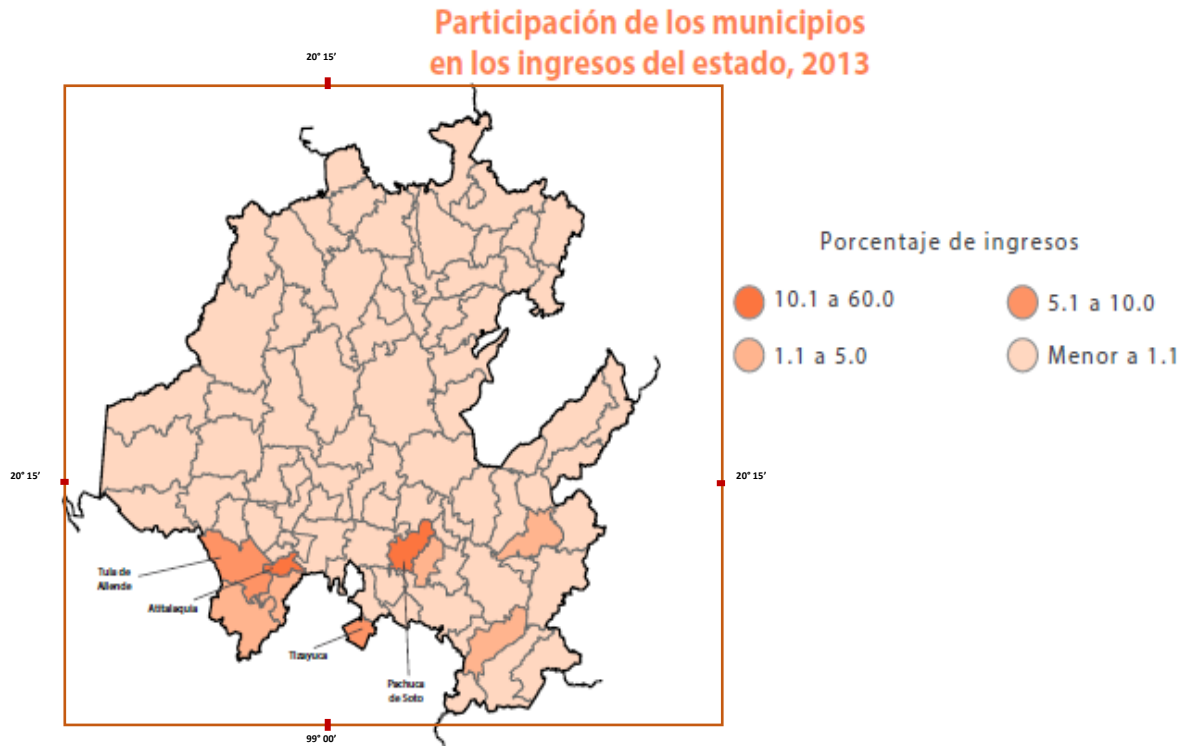 Participación de los municipios
en los ingresos del estado, 2013
20° 15’
Porcentaje de ingresos
10.1 a 60.0
5.1 a 10.0
1.1 a 5.0
Menor a 1.1
20° 15’
20° 15’
Tula de
Allende
Atitalaquia
Tizayuca
Pachuca
de Soto
99° 00’